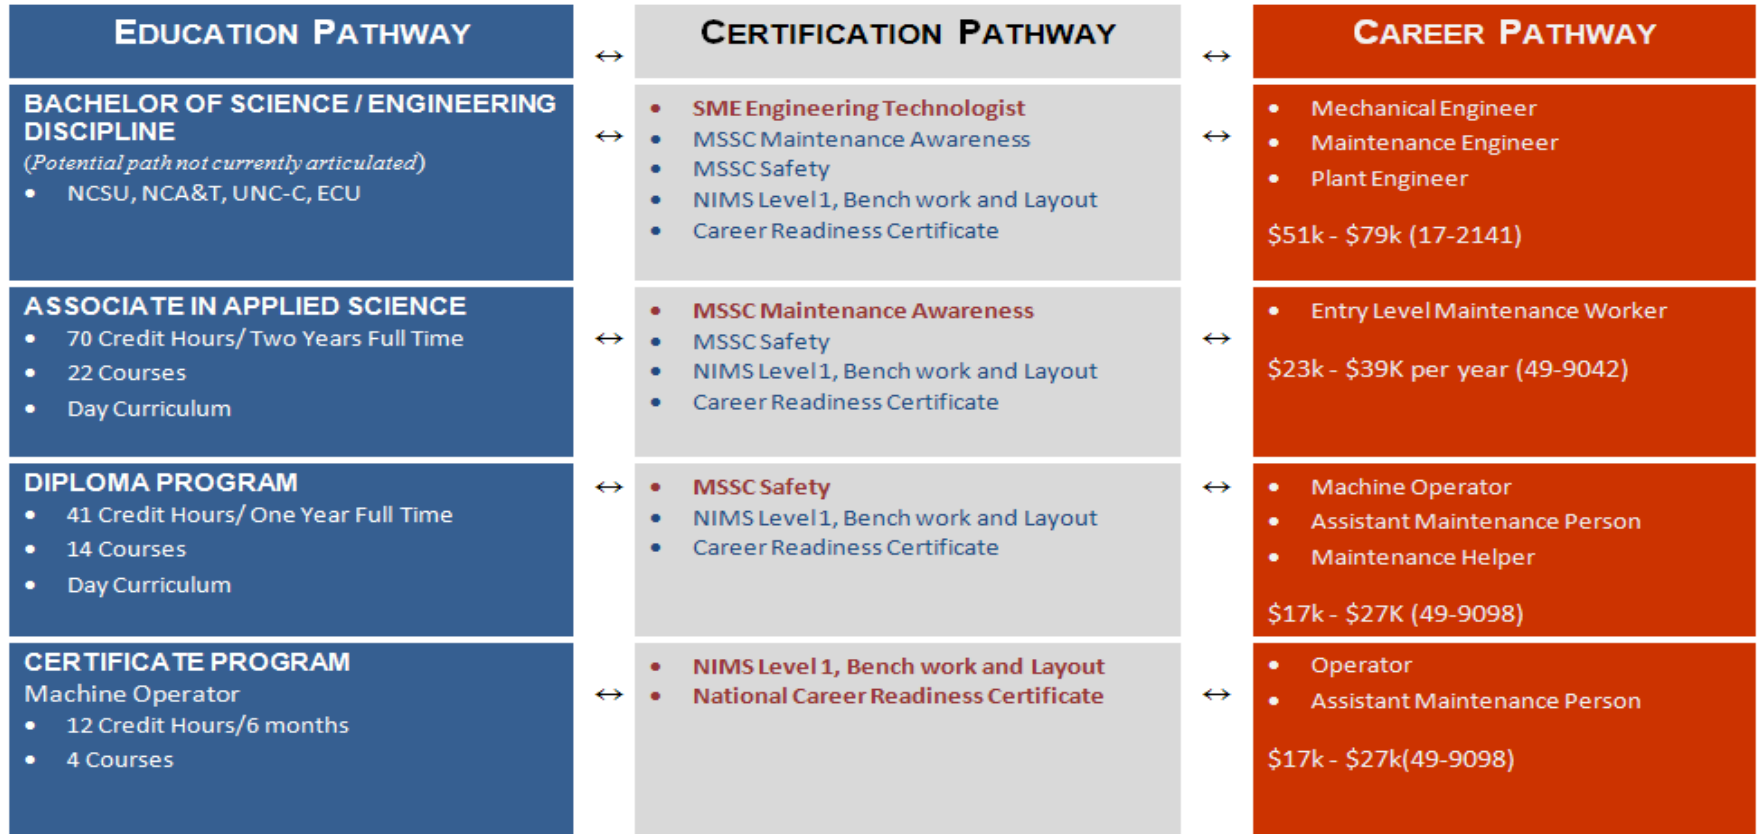 EDUCATION PATHWAY
↔
CERTIFICATION PATHWAY
↔
CAREER PATHWAY
BACHELOR OF SCIENCE / ENGINEERING
DISCIPLINE
(Potential path not currently articulated)
• NCSU, NCA&T, UNC-C, ECU
↔
• SME Engineering Technologist
• MSSC Maintenance Awareness
• MSSC Safety
• NIMS Level 1, Bench work and Layout
• Career Readiness Certificate
↔
• Mechanical Engineer
• Maintenance Engineer
• Plant Engineer
$51k - $79k (17-2141)
ASSOCIATE IN APPLIED SCIENCE
• 70 Credit Hours/ Two Years Full Time
• 22 Courses
• Day Curriculum
↔
• MSSC Maintenance Awareness
• MSSC Safety
• NIMS Level 1, Bench work and Layout
• Career Readiness Certificate
↔
• Entry Level Maintenance Worker
$23k - $39K per year (49-9042)
DIPLOMA PROGRAM
• 41 Credit Hours/ One Year Full Time
• 14 Courses
• Day Curriculum
↔
• MSSC Safety
• NIMS Level 1, Bench work and Layout
• Career Readiness Certificate
↔
• Machine Operator
• Assistant Maintenance Person
• Maintenance Helper
$17k - $27K (49-9098)
CERTIFICATE PROGRAM
Machine Operator
• 12 Credit Hours/6 months
• 4 Courses
↔
• NIMS Level 1, Bench work and Layout
• National Career Readiness Certificate
↔
• Operator
• Assistant Maintenance Person
$17k - $27k(49-9098)